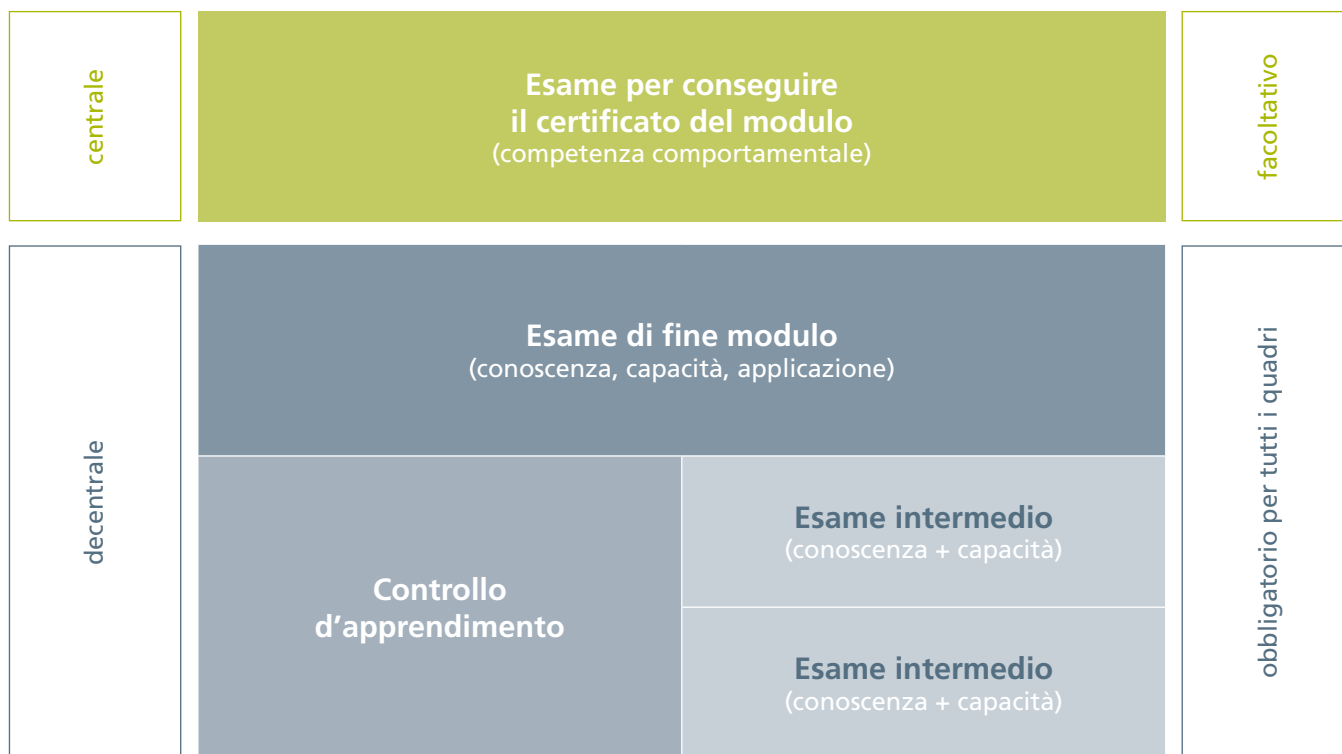 centrale
Esame per conseguire
il certificato del modulo
(competenza comportamentale)
facoltativo
decentrale
Esame di fine modulo
(conoscenza, capacità, applicazione)
Controllo
d’apprendimento
Esame intermedio
(conoscenza + capacità)
Esame intermedio
(conoscenza + capacità)
obbligatorio per tutti i quadri